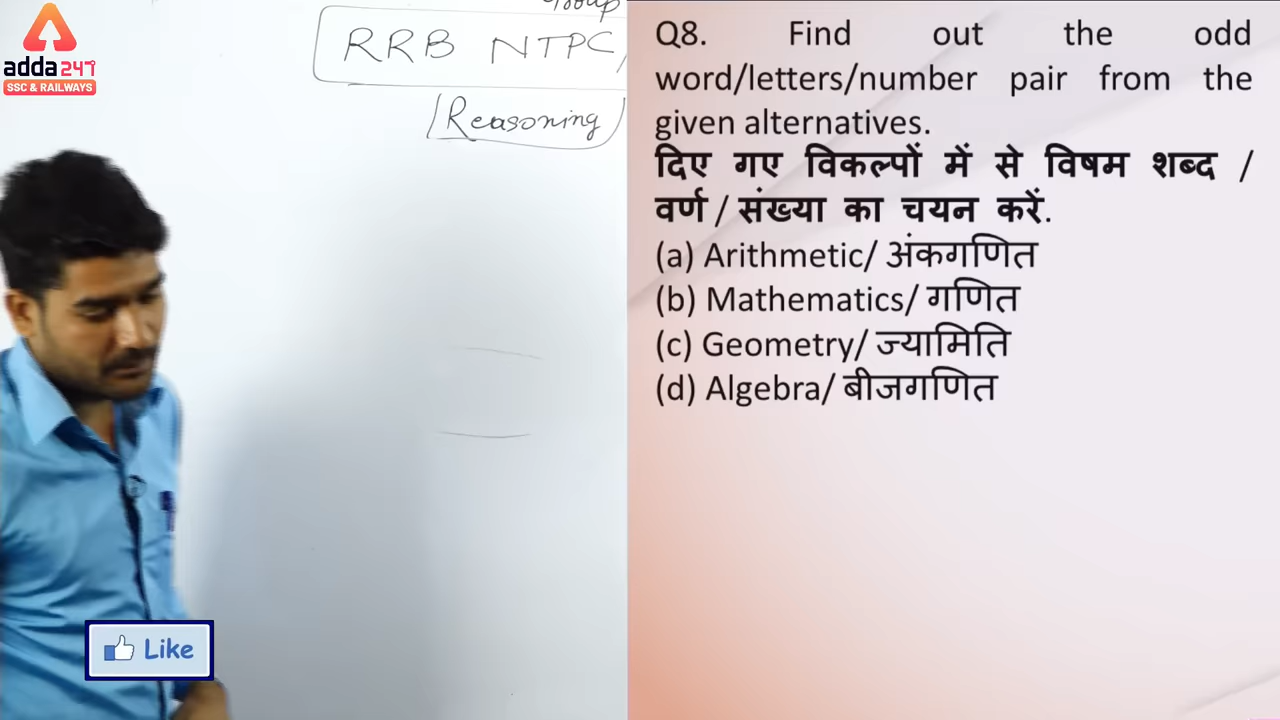 adda247
SSC & RAILWAYS
Group
RRB NTPC/
Reasoning
Like
Q8. Find out the odd
word/letters/number pair from the
given alternatives.
दिए गए विकल्पों में से विषम शब्द /
वर्ण / संख्या का चयन करें.
(a) Arithmetic/ अंकगणित
(b) Mathematics/ गणित
(c) Geometry/ ज्यामिति
(d) Algebra/ बीजगणित